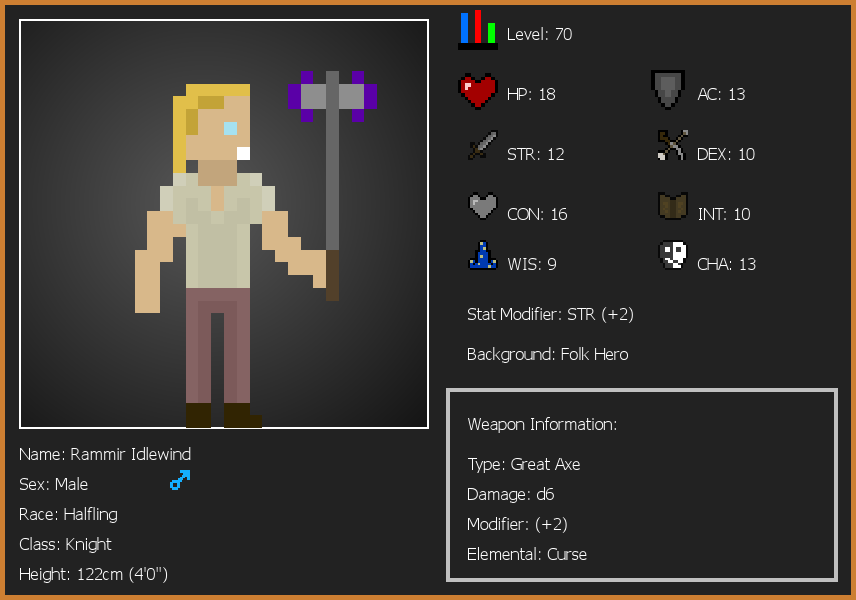 Level: 70
HP: 18
AC: 13
STR: 12
DEX: 10
CON: 16
INT: 10
WIS: 9
CHA: 13
Stat Modifier: STR (+2)
Background: Folk Hero
Weapon Information:
Type: Great Axe
Damage: d6
Modifier: (+2)
Elemental: Curse
Name: Rammir Idlewind
Sex: Male
Race: Halfling
Class: Knight
Height: 122cm (4'0")